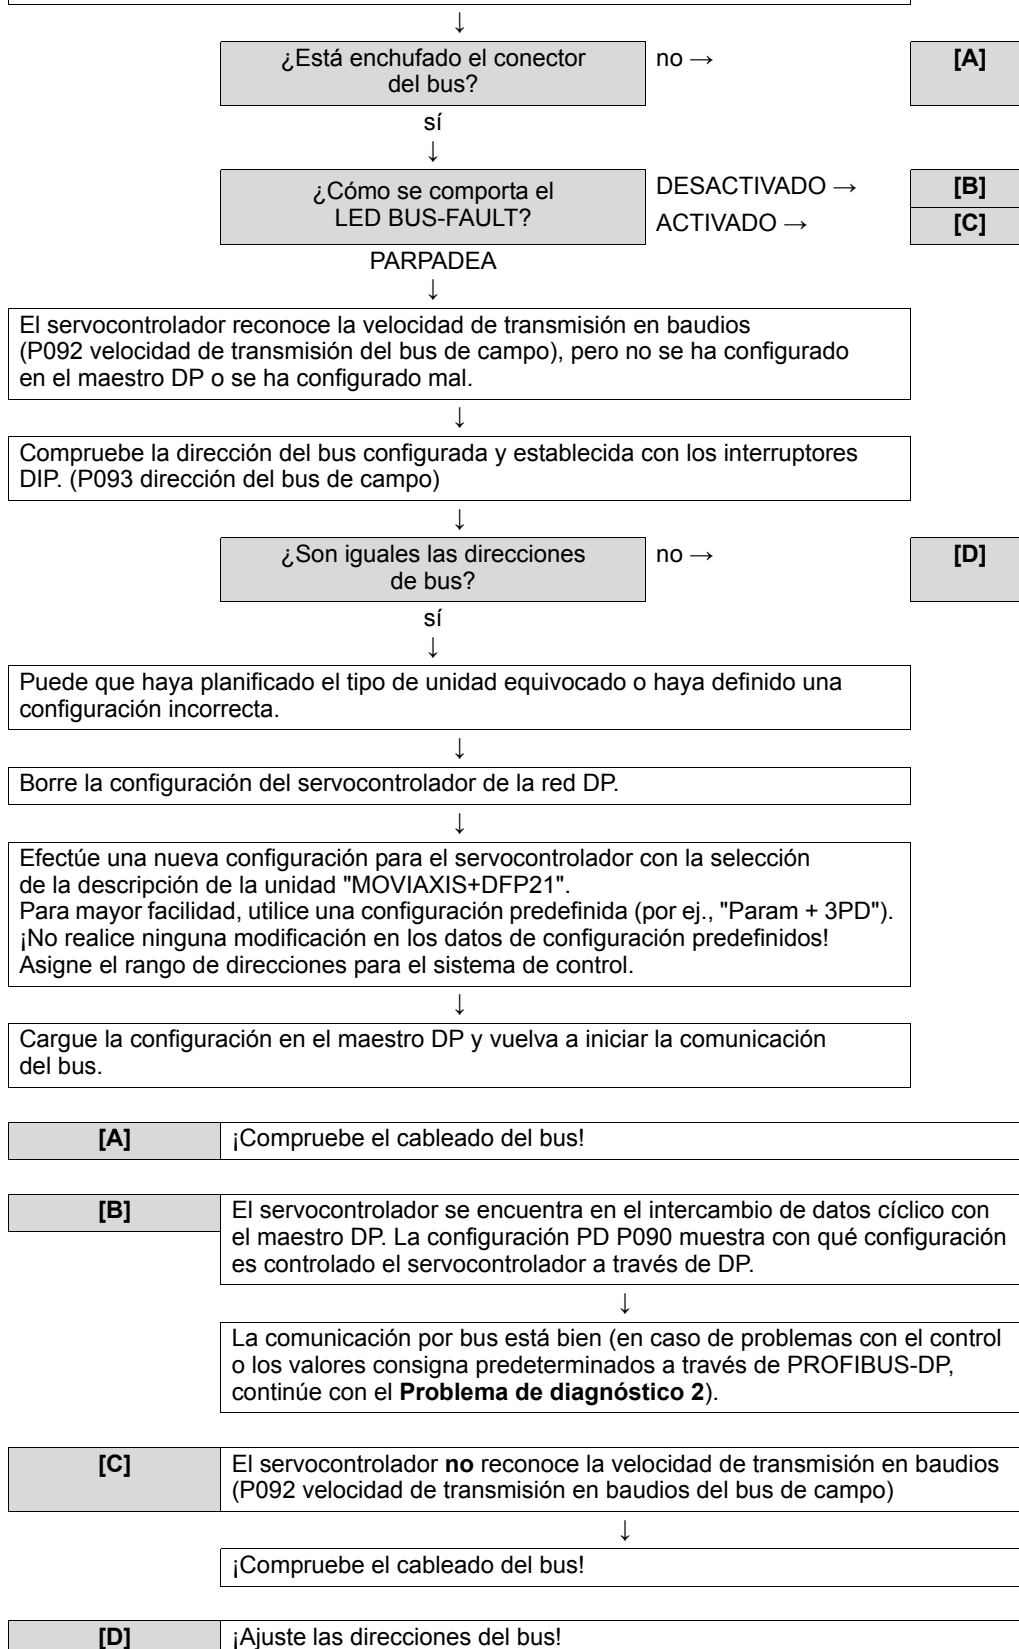 ↓
¿Está enchufado el conector
del bus?
no →
[A]
sí
↓
¿Cómo se comporta el
LED BUS-FAULT?
DESACTIVADO →
[B]
ACTIVADO →
[C]
PARPADEA
↓
El servocontrolador reconoce la velocidad de transmisión en baudios
(P092 velocidad de transmisión del bus de campo), pero no se ha configurado
en el maestro DP o se ha configurado mal.
↓
Compruebe la dirección del bus configurada y establecida con los interruptores
DIP. (P093 dirección del bus de campo)
↓
¿Son iguales las direcciones
de bus?
no →
[D]
sí
↓
Puede que haya planificado el tipo de unidad equivocado o haya definido una
configuración incorrecta.
↓
Borre la configuración del servocontrolador de la red DP.
↓
Efectúe una nueva configuración para el servocontrolador con la selección
de la descripción de la unidad "MOVIAXIS+DFP21".
Para mayor facilidad, utilice una configuración predefinida (por ej., "Param + 3PD").
¡No realice ninguna modificación en los datos de configuración predefinidos!
Asigne el rango de direcciones para el sistema de control.
↓
Cargue la configuración en el maestro DP y vuelva a iniciar la comunicación
del bus.
[A]
¡Compruebe el cableado del bus!
[B]
El servocontrolador se encuentra en el intercambio de datos cíclico con
el maestro DP. La configuración PD P090 muestra con qué configuración
es controlado el servocontrolador a través de DP.
↓
La comunicación por bus está bien (en caso de problemas con el control
o los valores consigna predeterminados a través de PROFIBUS-DP,
continúe con el Problema de diagnóstico 2).
[C]
El servocontrolador no reconoce la velocidad de transmisión en baudios
(P092 velocidad de transmisión en baudios del bus de campo)
↓
¡Compruebe el cableado del bus!
[D]
¡Ajuste las direcciones del bus!